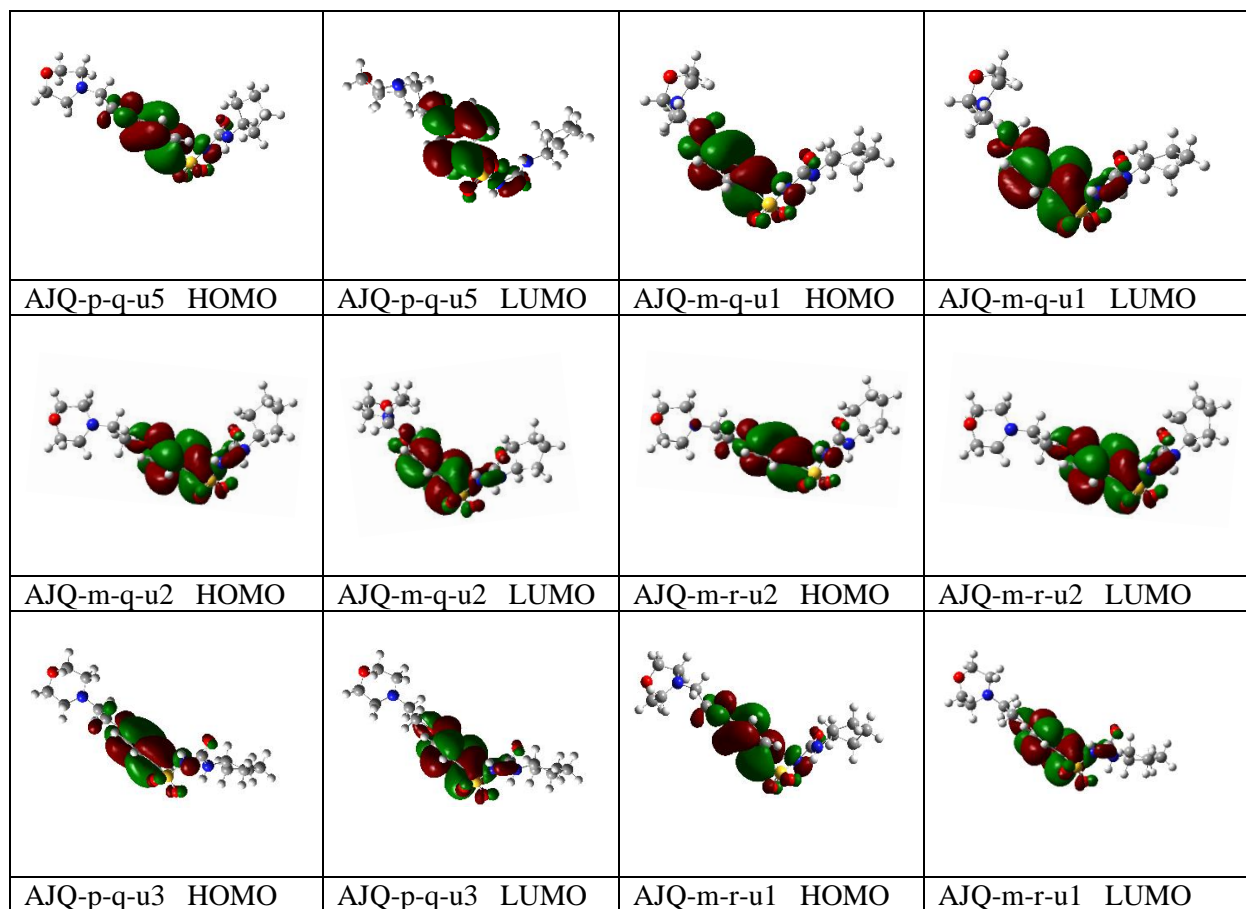 AJQ-p-q-u5 HOMO AJQ-p-q-u5 LUMO AJQ-m-q-u1 HOMO AJQ-m-q-u1 LUMO
AJQ-m-q-u2 HOMO AJQ-m-q-u2 LUMO AJQ-m-r-u2 HOMO AJQ-m-r-u2 LUMO
AJQ-p-q-u3 HOMO AJQ-p-q-u3 LUMO AJQ-m-r-u1 HOMO AJQ-m-r-u1 LUMO